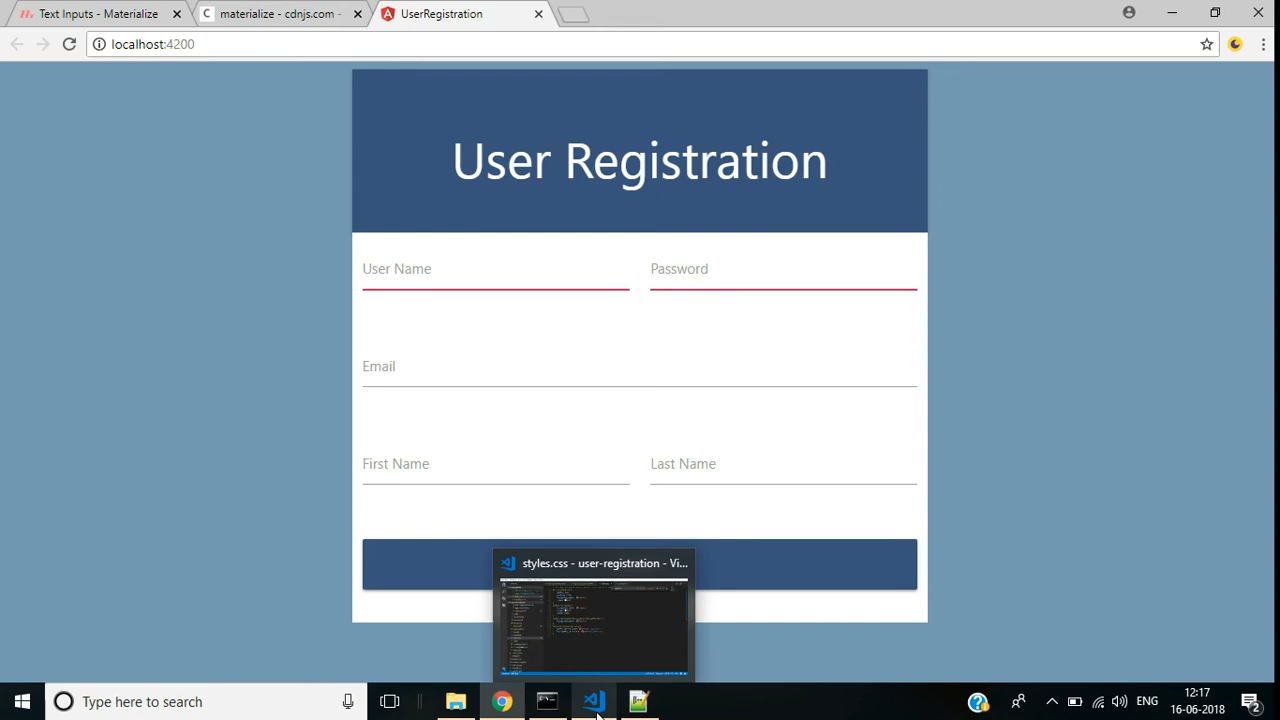 Text Inputs - Materialize
materialize - cdnjs.com -
UserRegistration
localhost:4200
User Registration
User Name
Password
Email
First Name
Last Name
styles.css - user-registration - Vi...
Type here to search
ENG
12:17
16-06-2018
2